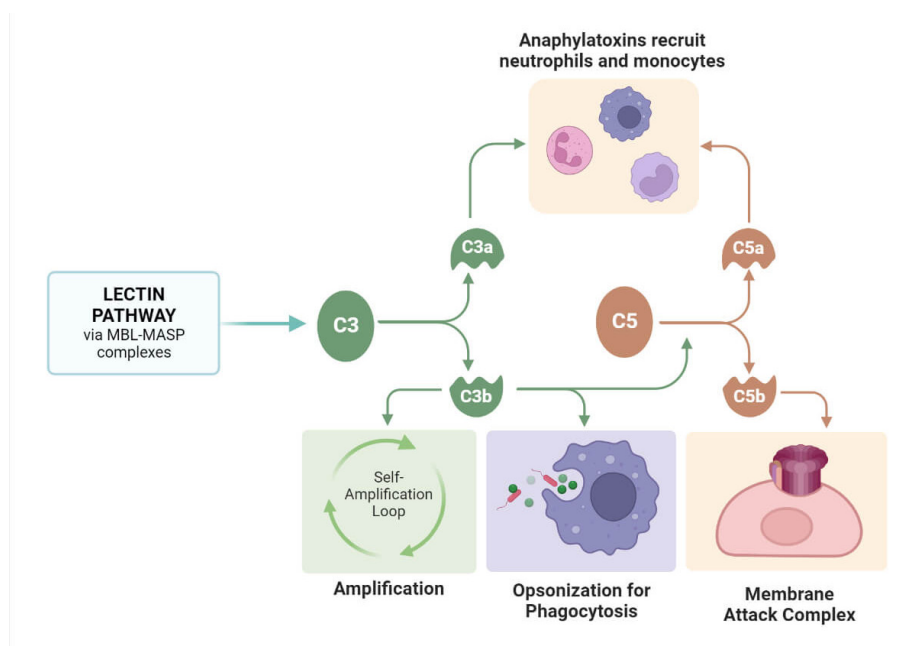 Anaphylatoxins recruit
neutrophils and monocytes
C3a
C5a
LECTIN
PATHWAY
via MBL-MASP
complexes
C3
C5
C3b
C5b
Self-
Amplification
Loop
Amplification
Opsonization for
Phagocytosis
Membrane
Attack Complex